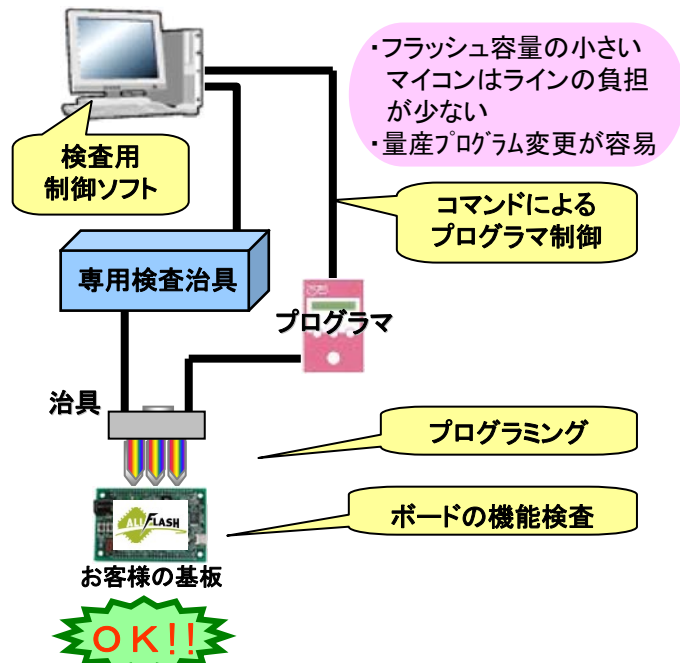 ・フラッシュ容量の小さい
マイコンはラインの負担
が少ない
・量産プログラム変更が容易
検査用
制御ソフト
コマンドによる
プログラマ制御
専用検査治具
プログラマ
治具
プログラミング
ALL FLASH
ボードの機能検査
お客様の基板
OK!!